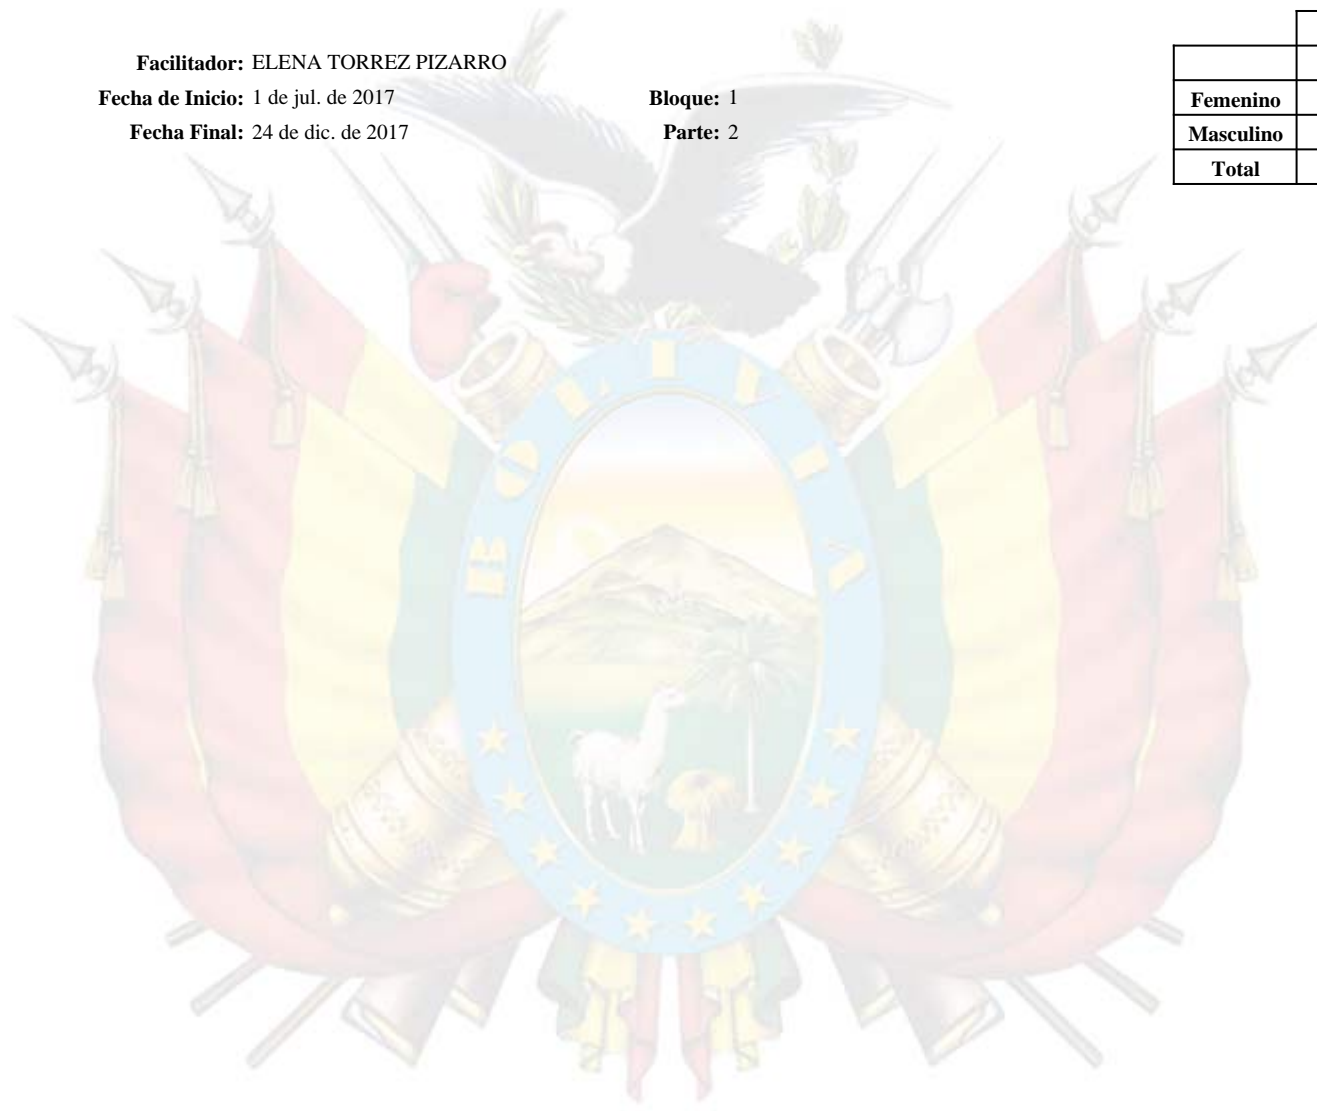 Facilitador: ELENA TORREZ PIZARRO
Fecha de Inicio: 1 de jul. de 2017 Bloque: 1
Fecha Final: 24 de dic. de 2017 Parte: 2
Femenino
Masculino
Total
BOLIVIA